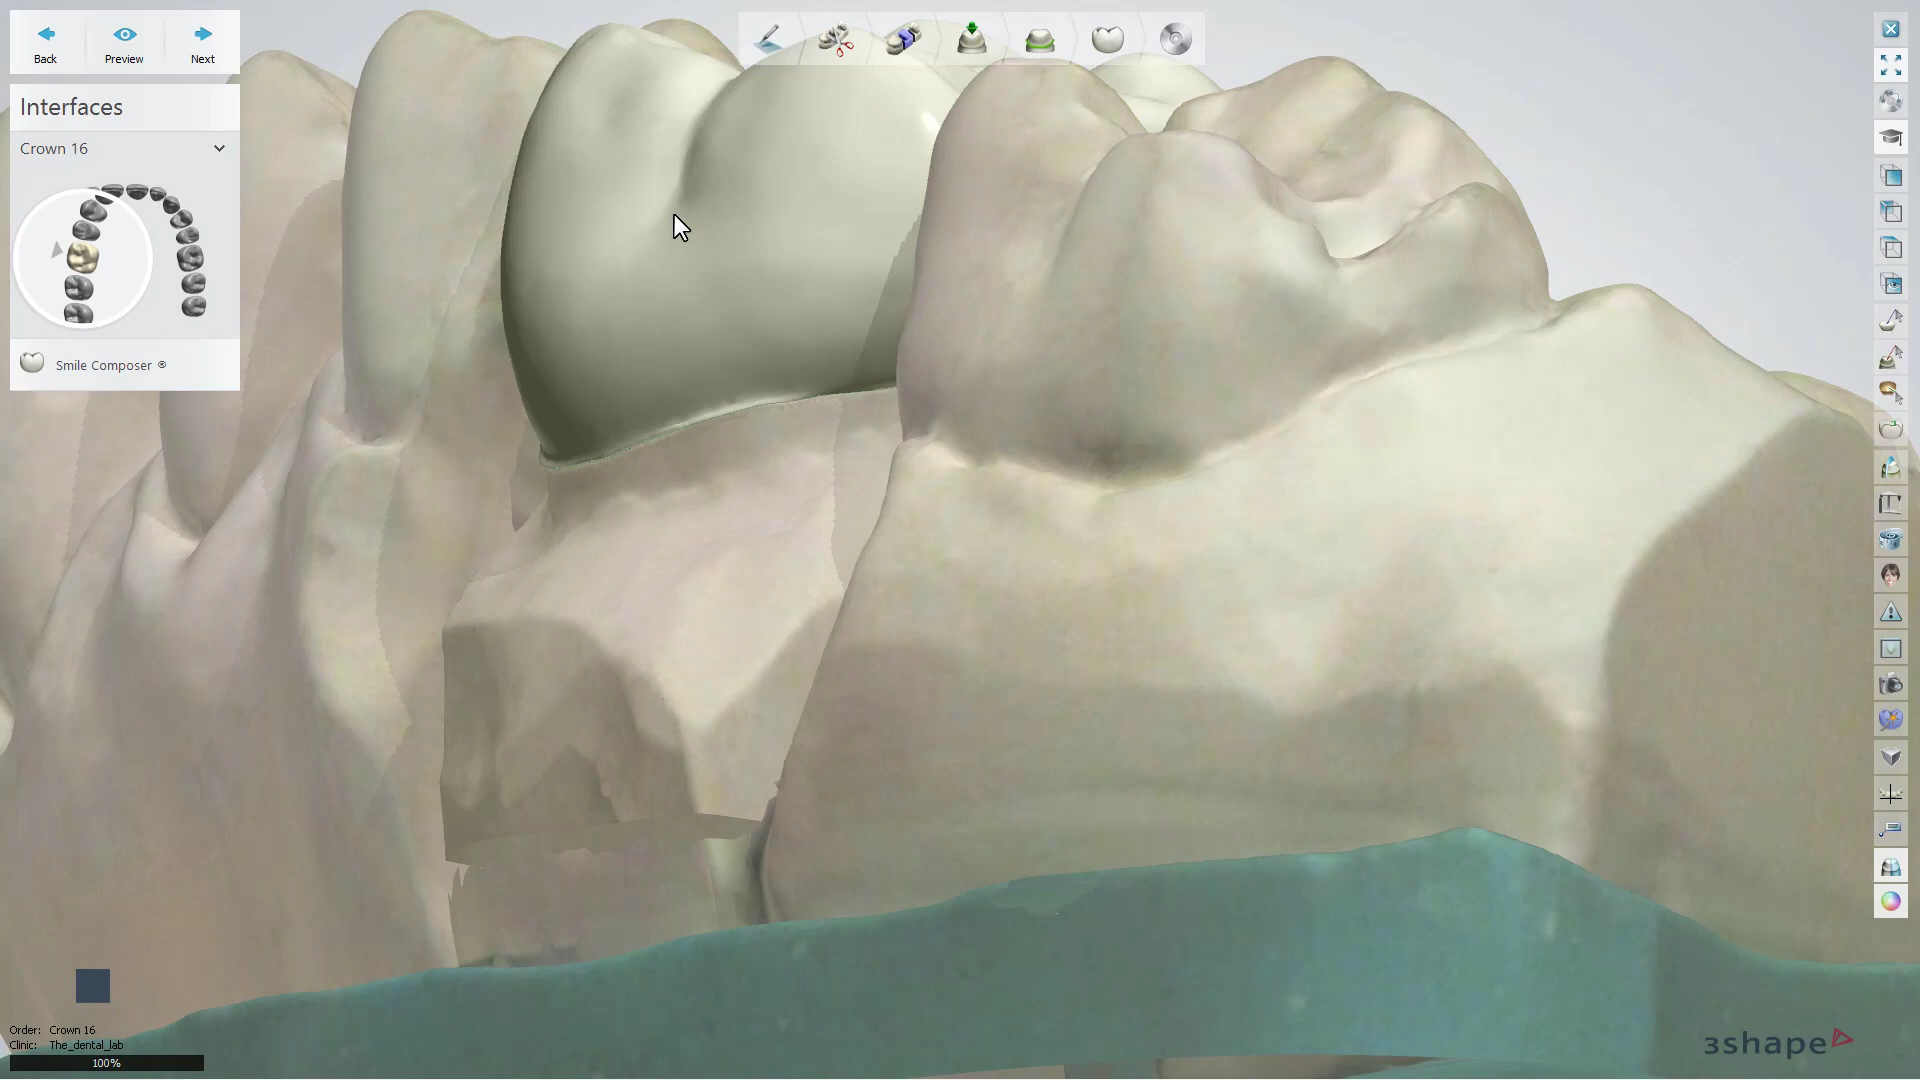 Back
Preview
Next
Interfaces
Crown 16
Smile Composer
Order: Crown 16
Clinic: The_dental_lab
100%
3shape